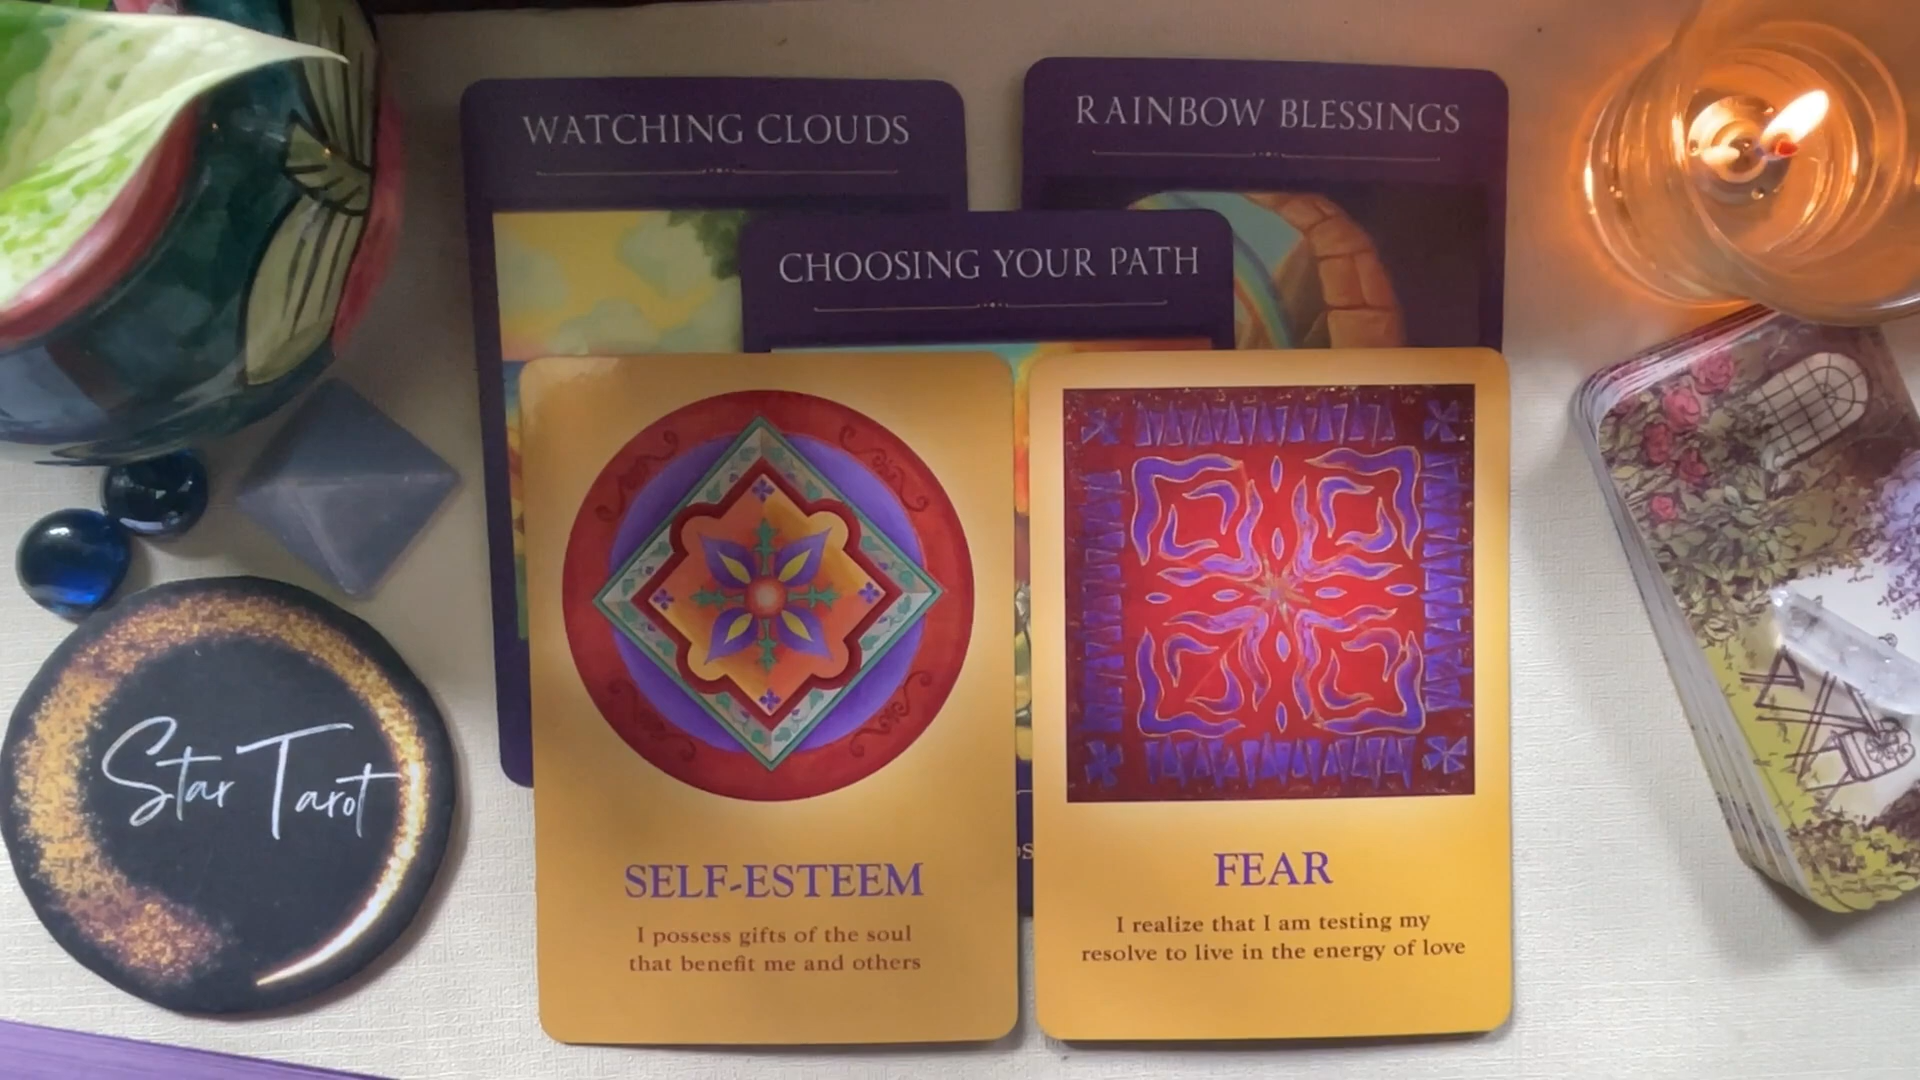 WATCHING CLOUDS
RAINBOW BLESSINGS
CHOOSING YOUR PATH
SELF-ESTEEM
I possess gifts of the soul
that benefit me and others
FEAR
I realize that I am testing my
resolve to live in the energy of love
Star Tarot